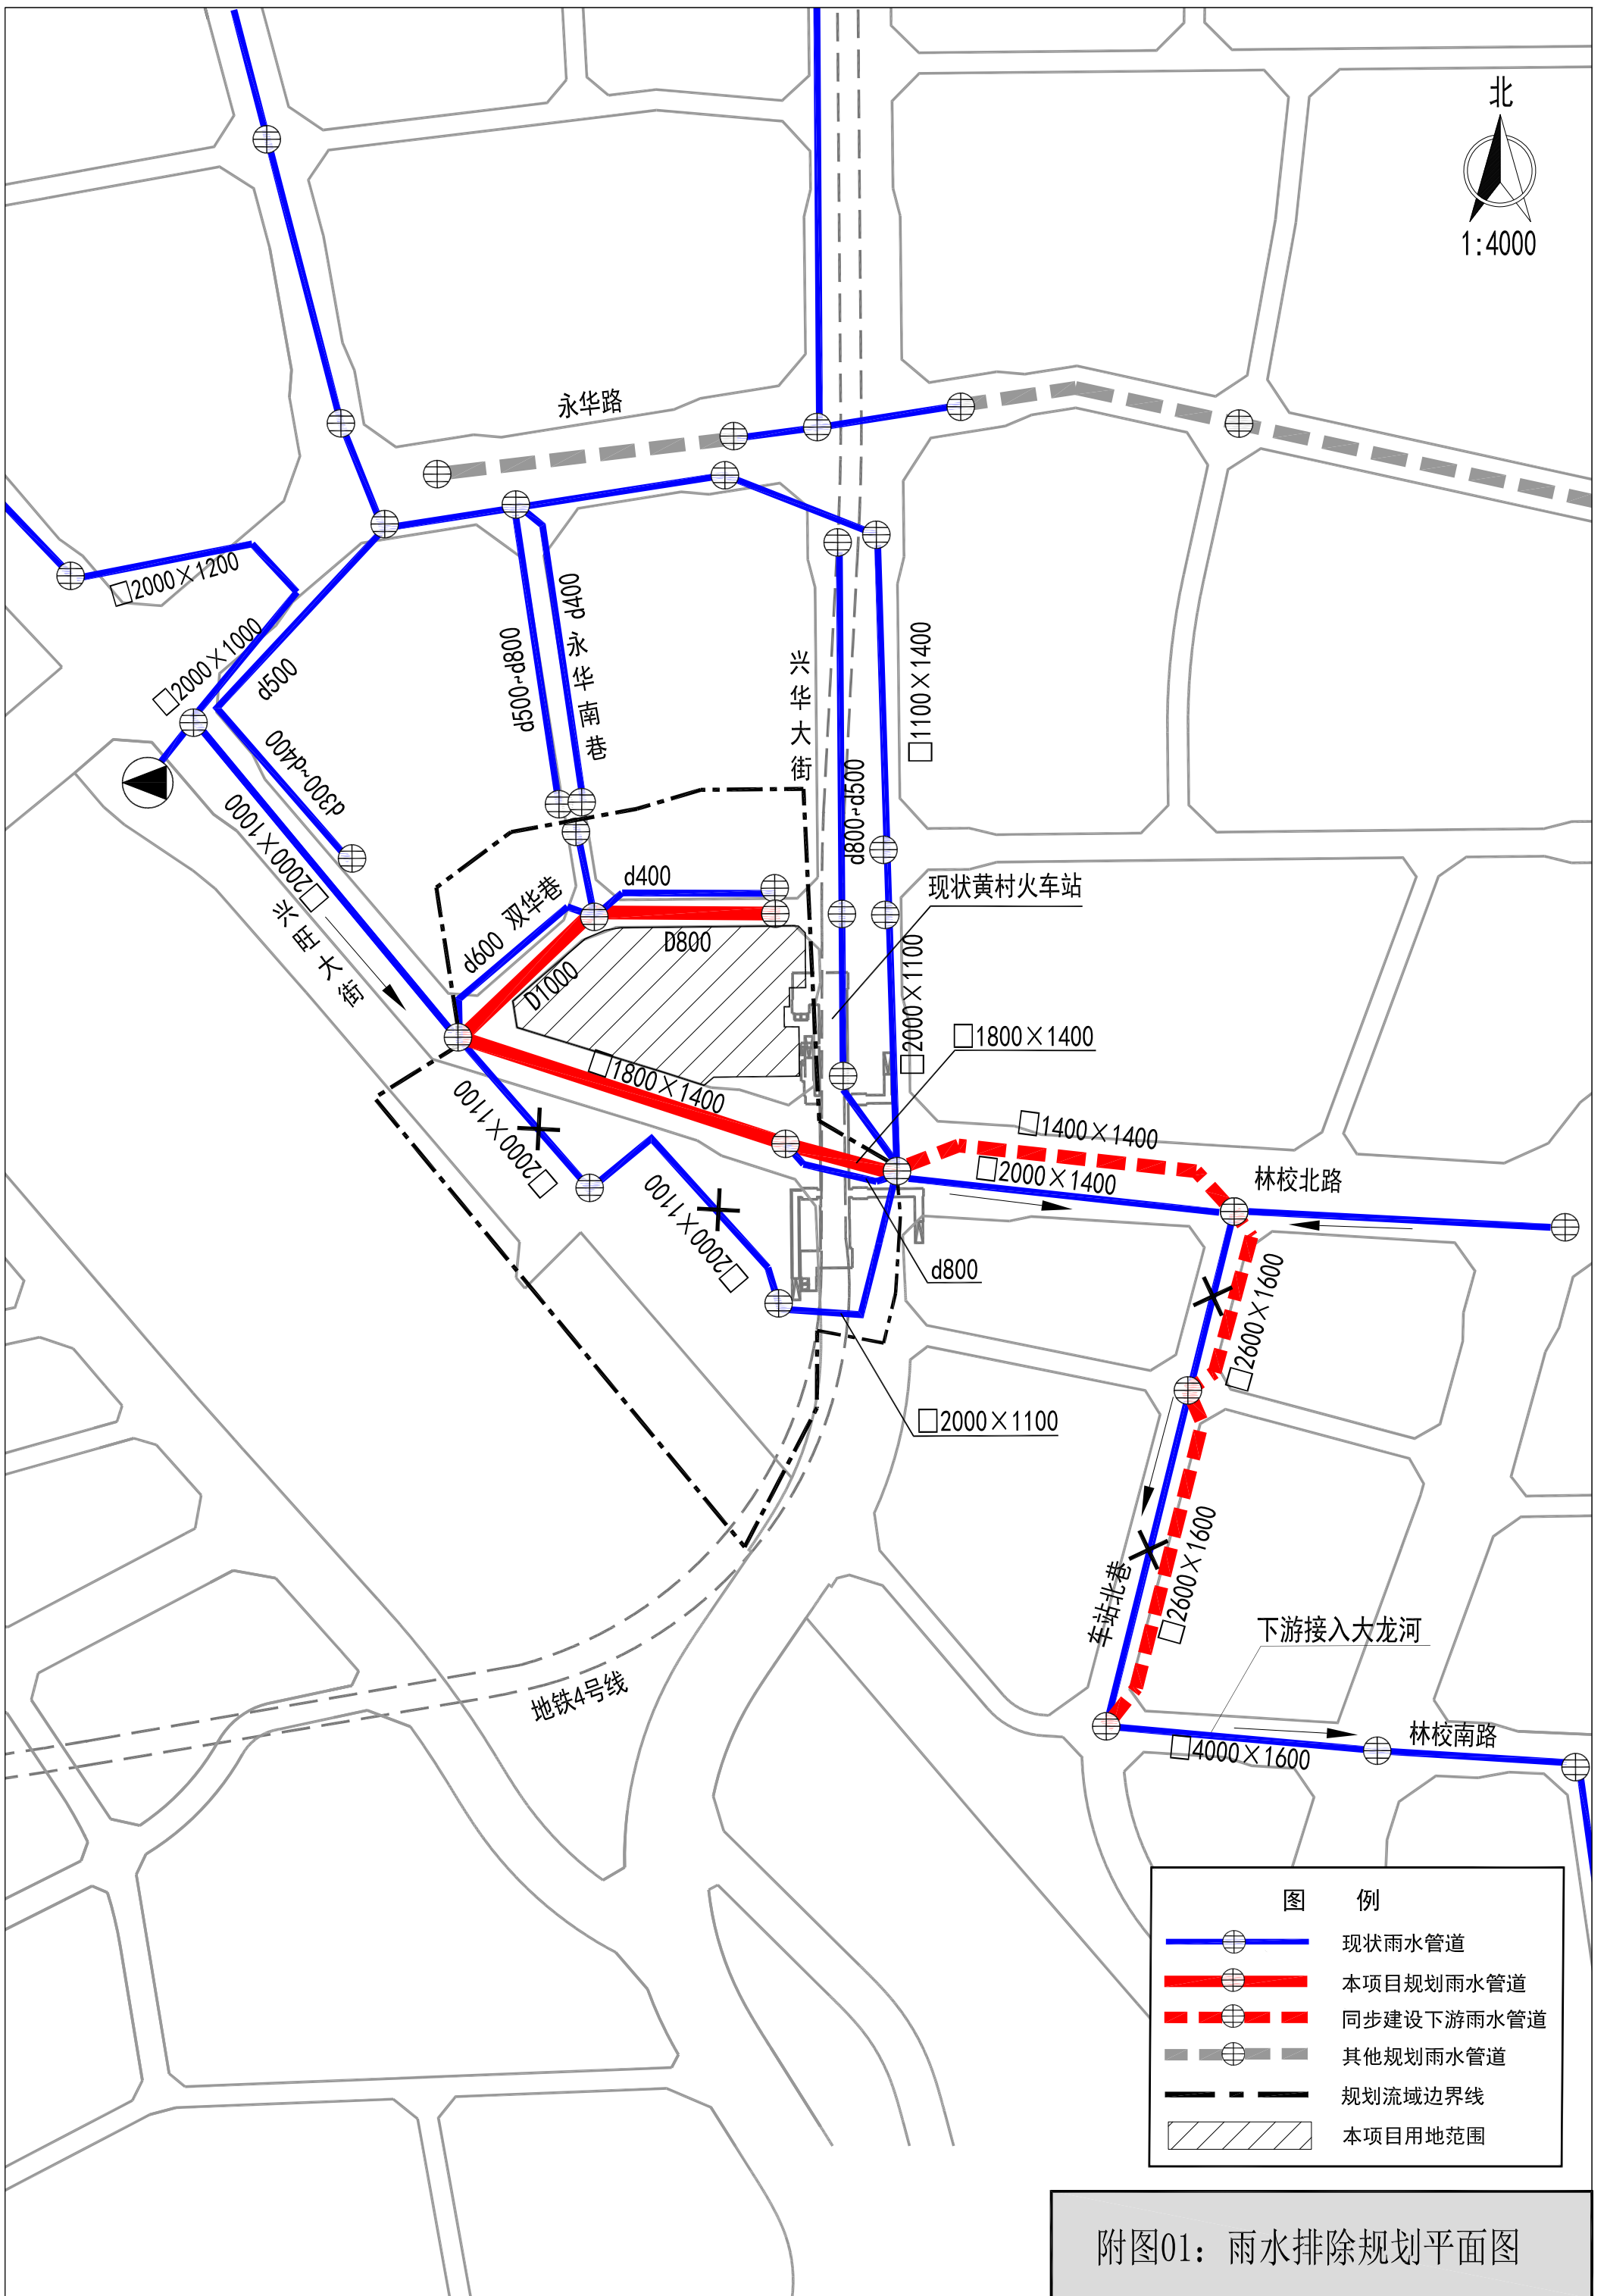 北
1:4000
永华路
□2000×1200
□2000×1000
d500
d400
d500~d800
永华南巷
兴华大街
□1100×1400
d300~d400
□2000×1000
d800~d500
现状黄村火车站
d400
双华巷
d600
D800
D1000
兴旺大街
□2000×1100
□1800×1400
□1800×1400
□2000×1100
□1400×1400
□2000×1400
林校北路
□2000×1100
d800
□2600×1600
□2000×1100
□2600×1600
车站北巷
下游接入大龙河
地铁4号线
林校南路
□4000×1600
图 例
现状雨水管道
本项目规划雨水管道
同步建设下游雨水管道
其他规划雨水管道
规划流域边界线
本项目用地范围
附图01：雨水排除规划平面图